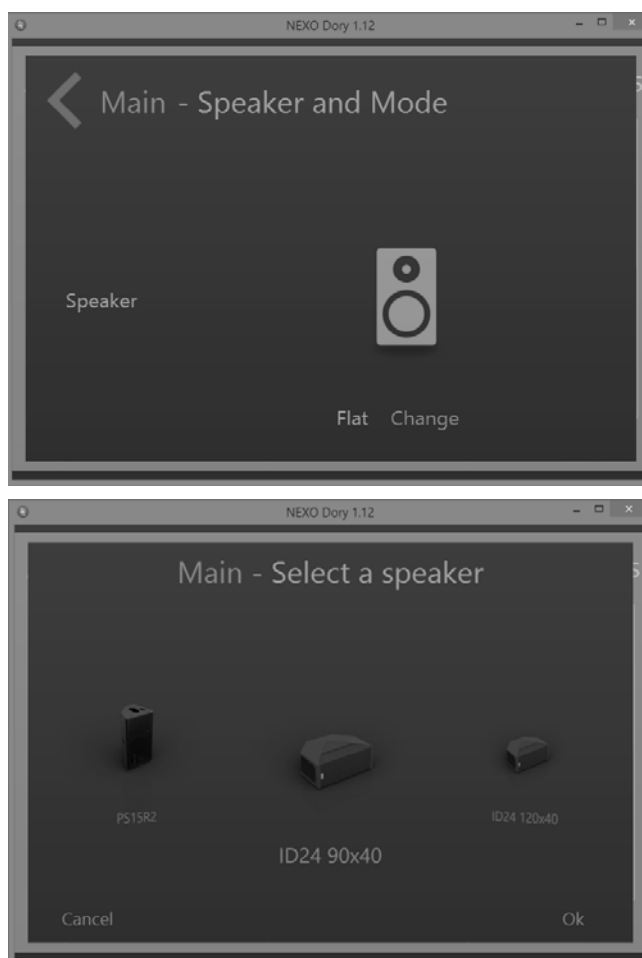 NEXO Dory 1.12
Main - Speaker and Mode
Speaker
Flat Change
NEXO Dory 1.12
Main - Select a speaker
PS15R2
ID24 120x40
ID24 90x40
Cancel
Ok